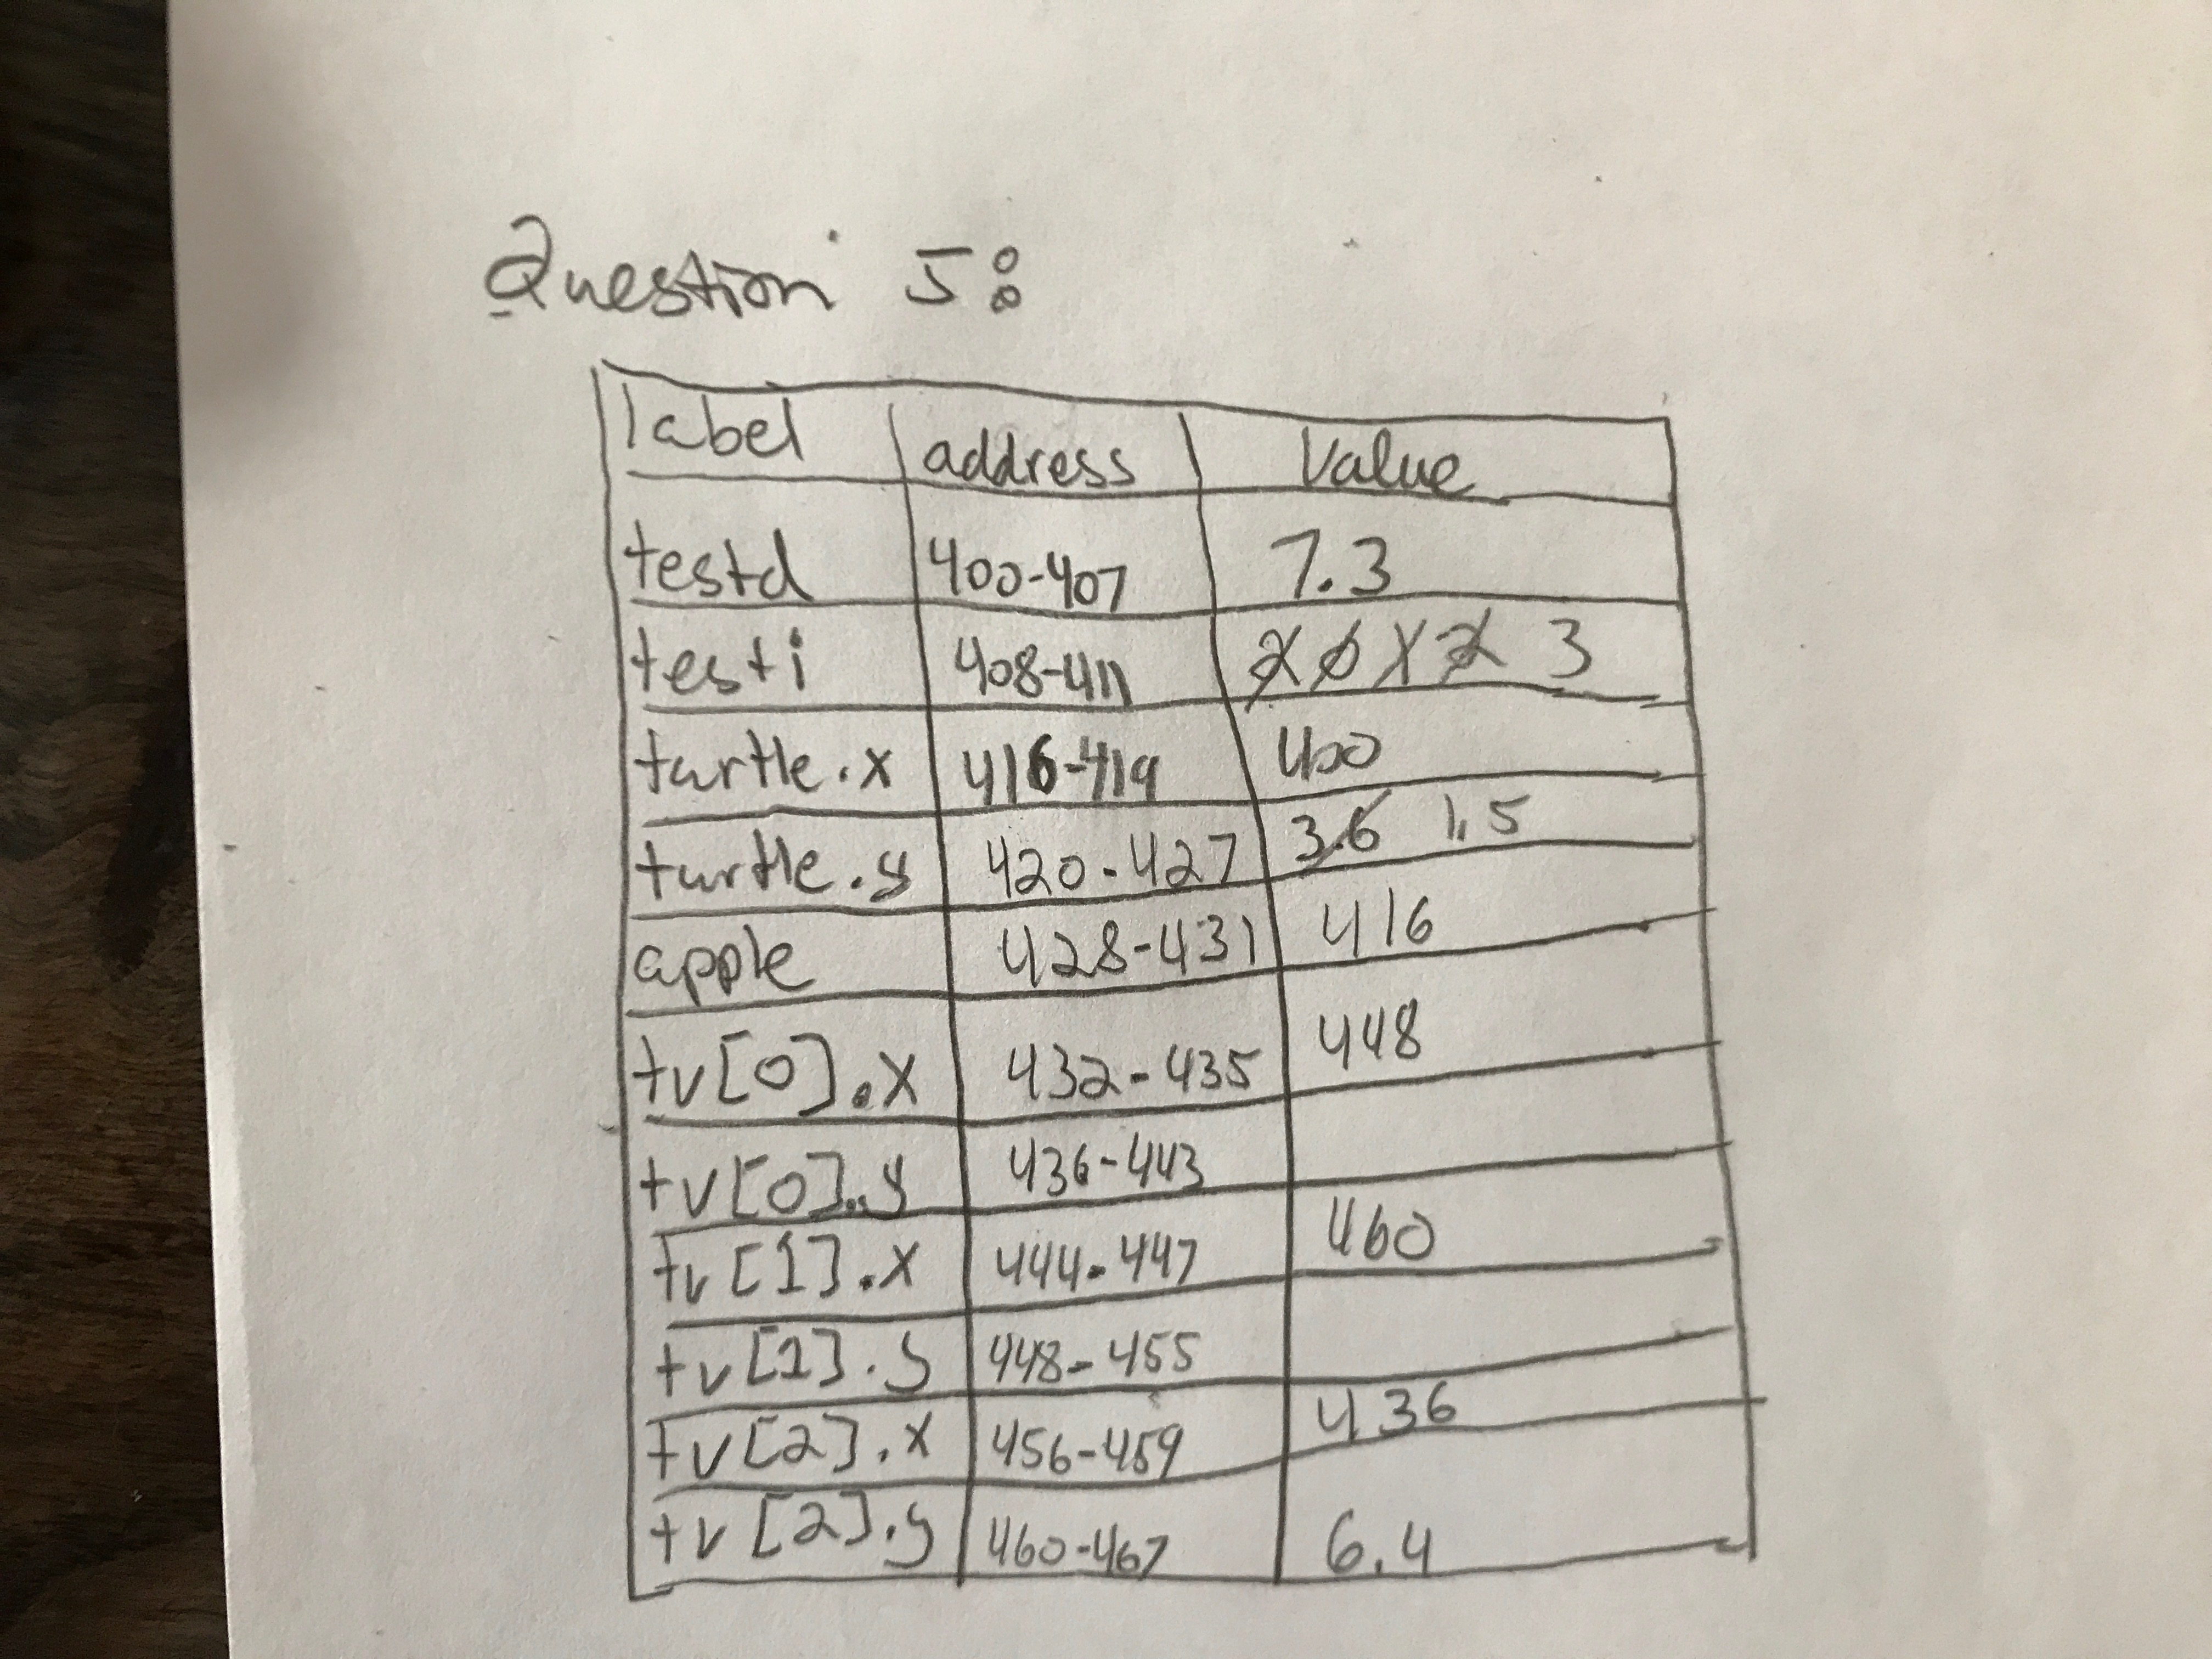 Question 5:
label address Value
testd 400-407 7.3
testi 408-411 3
turtle.x 416-419 400
turtle.y 420-427 3.6 1.5
apple 428-431 416
tv[0].x 432-435 448
tv[0].y 436-443
tv[1].x 444-447 460
tv[1].y 448-455
tv[2].x 456-459 436
tv[2].y 460-467 6.4